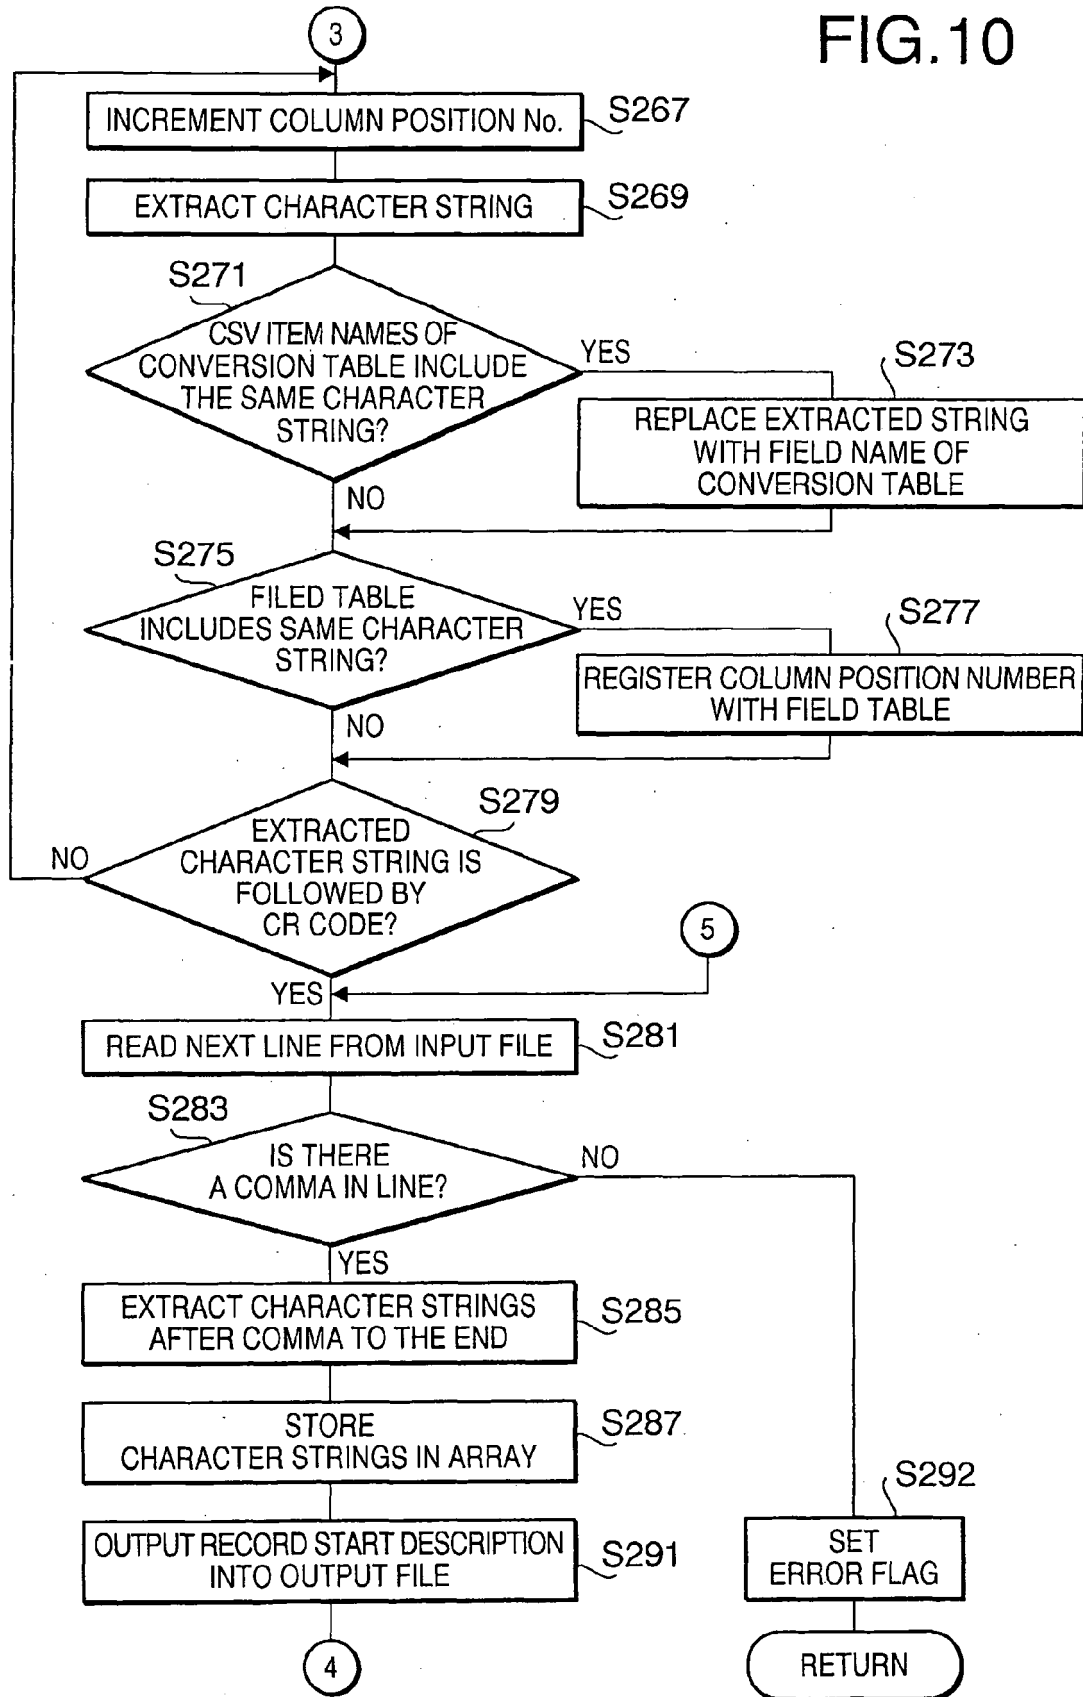 FIG.10
3
INCREMENT COLUMN POSITION No.
S267
EXTRACT CHARACTER STRING
S269
S271
CSV ITEM NAMES OF
CONVERSION TABLE INCLUDE
THE SAME CHARACTER
STRING?
YES
S273
REPLACE EXTRACTED STRING
WITH FIELD NAME OF
CONVERSION TABLE
NO
S275
FILED TABLE
INCLUDES SAME CHARACTER
STRING?
YES
S277
REGISTER COLUMN POSITION NUMBER
WITH FIELD TABLE
NO
S279
EXTRACTED
CHARACTER STRING IS
FOLLOWED BY
CR CODE?
NO
5
YES
READ NEXT LINE FROM INPUT FILE
S281
S283
IS THERE
A COMMA IN LINE?
NO
YES
EXTRACT CHARACTER STRINGS
AFTER COMMA TO THE END
S285
STORE
CHARACTER STRINGS IN ARRAY
S287
S292
OUTPUT RECORD START DESCRIPTION
INTO OUTPUT FILE
S291
SET
ERROR FLAG
4
RETURN